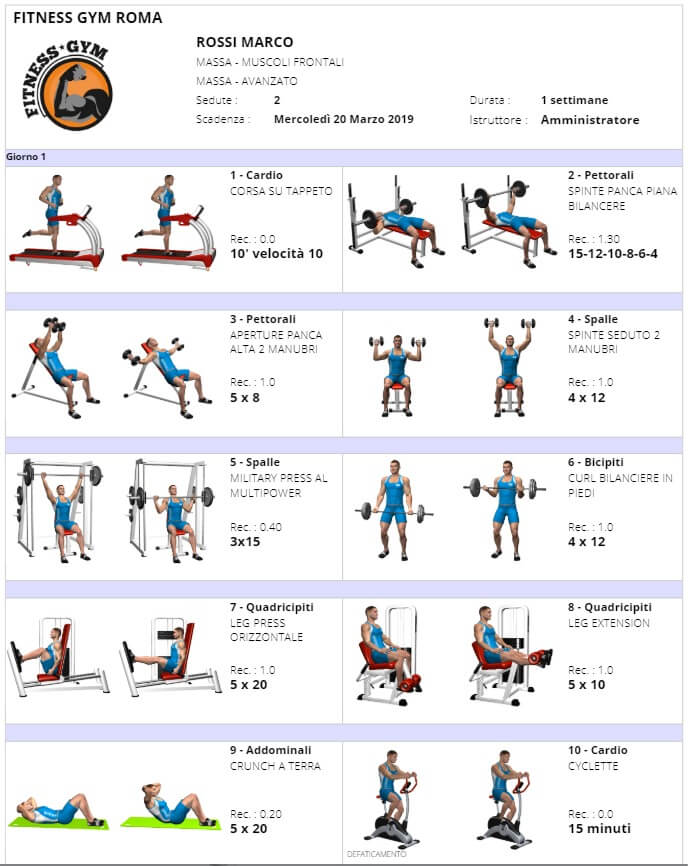 FITNESS GYM ROMA
FITNESS★GYM
ROSSI MARCO
MASSA - MUSCOLI FRONTALI
MASSA - AVANZATO
Sedute : 2
Durata : 1 settimane
Scadenza : Mercoledì 20 Marzo 2019
Istruttore : Amministratore
Giorno 1
1 - Cardio
CORSA SU TAPPETO
Rec. : 0.0
10' velocità 10
2 - Pettorali
SPINTE PANCA PIANA
BILANCERE
Rec. : 1.30
15-12-10-8-6-4
3 - Pettorali
APERTURE PANCA
ALTA 2 MANUBRI
Rec. : 1.0
5 x 8
4 - Spalle
SPINTE SEDUTO 2
MANUBRI
Rec. : 1.0
4 x 12
5 - Spalle
MILITARY PRESS AL
MULTIPOWER
Rec. : 0.40
3x15
6 - Bicipiti
CURL BILANCIERE IN
PIEDI
Rec. : 1.0
4 x 12
7 - Quadricipiti
LEG PRESS
ORIZZONTALE
Rec. : 1.0
5 x 20
8 - Quadricipiti
LEG EXTENSION
Rec. : 1.0
5 x 10
9 - Addominali
CRUNCH A TERRA
Rec. : 0.20
5 x 20
10 - Cardio
CYCLETTE
Rec. : 0.0
15 minuti
DEFATICAMENTO